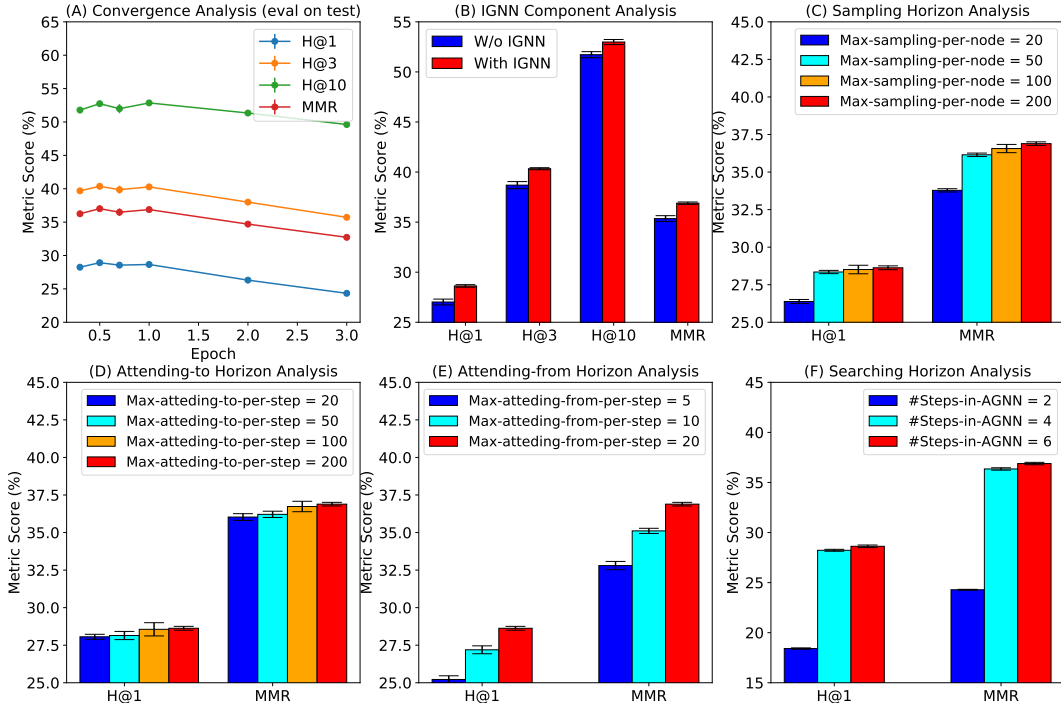 (A) Convergence Analysis (eval on test)
65
60
55
50
45
40
35
30
25
20
Metric Score (%)
H@1
H@3
H@10
MMR
0.5
1.0
1.5
2.0
2.5
3.0
Epoch
(B) IGNN Component Analysis
55
50
45
40
35
30
25
Metric Score (%)
W/o IGNN
With IGNN
H@1
H@3
H@10
MMR
(C) Sampling Horizon Analysis
45.0
42.5
40.0
37.5
35.0
32.5
30.0
27.5
25.0
Metric Score (%)
Max-sampling-per-node = 20
Max-sampling-per-node = 50
Max-sampling-per-node = 100
Max-sampling-per-node = 200
H@1
MMR
(D) Attending-to Horizon Analysis
45.0
42.5
40.0
37.5
35.0
32.5
30.0
27.5
25.0
Metric Score (%)
Max-atteding-to-per-step = 20
Max-atteding-to-per-step = 50
Max-atteding-to-per-step = 100
Max-atteding-to-per-step = 200
H@1
MMR
(E) Attending-from Horizon Analysis
45.0
42.5
40.0
37.5
35.0
32.5
30.0
27.5
25.0
Metric Score (%)
Max-atteding-from-per-step = 5
Max-atteding-from-per-step = 10
Max-atteding-from-per-step = 20
H@1
MMR
(F) Searching Horizon Analysis
45
40
35
30
25
20
15
Metric Score (%)
#Steps-in-AGNN = 2
#Steps-in-AGNN = 4
#Steps-in-AGNN = 6
H@1
MMR